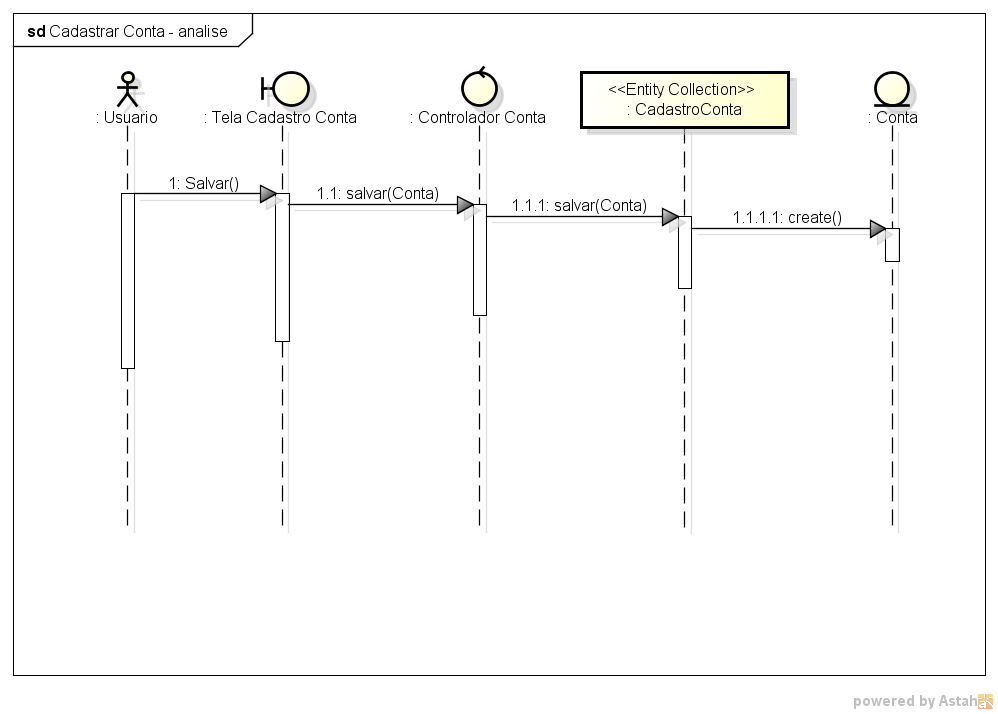 sd Cadastrar Conta - analise
<<Entity Collection>>
: CadastroConta
: Usuario
: Tela Cadastro Conta
: Controlador Conta
: Conta
1: Salvar()
1.1: salvar(Conta)
1.1.1: salvar(Conta)
1.1.1.1: create()
powered by Astah